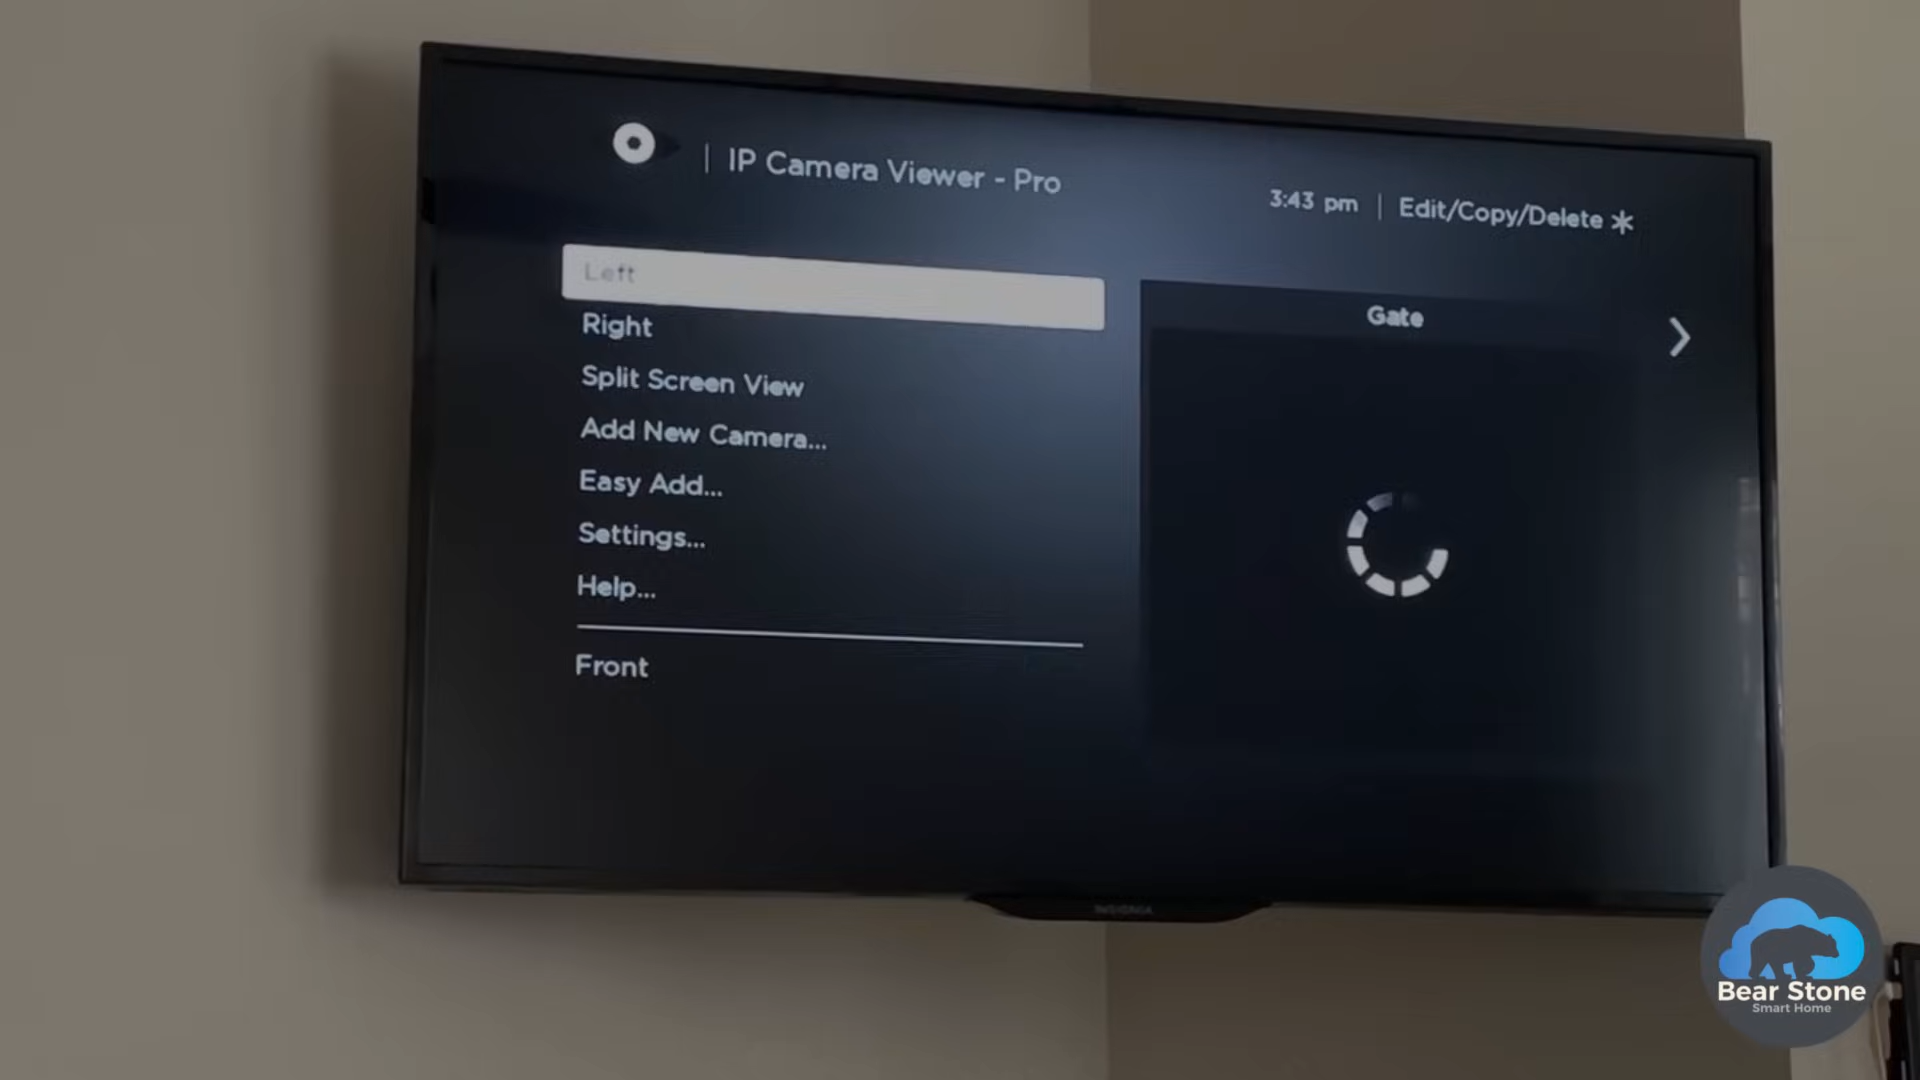 IP Camera Viewer - Pro
3:43 pm | Edit/Copy/Delete *
Left
Right
Split Screen View
Add New Camera...
Easy Add...
Settings...
Help...
Front
Gate
INSIGNIA
Bear Stone
Smart Home